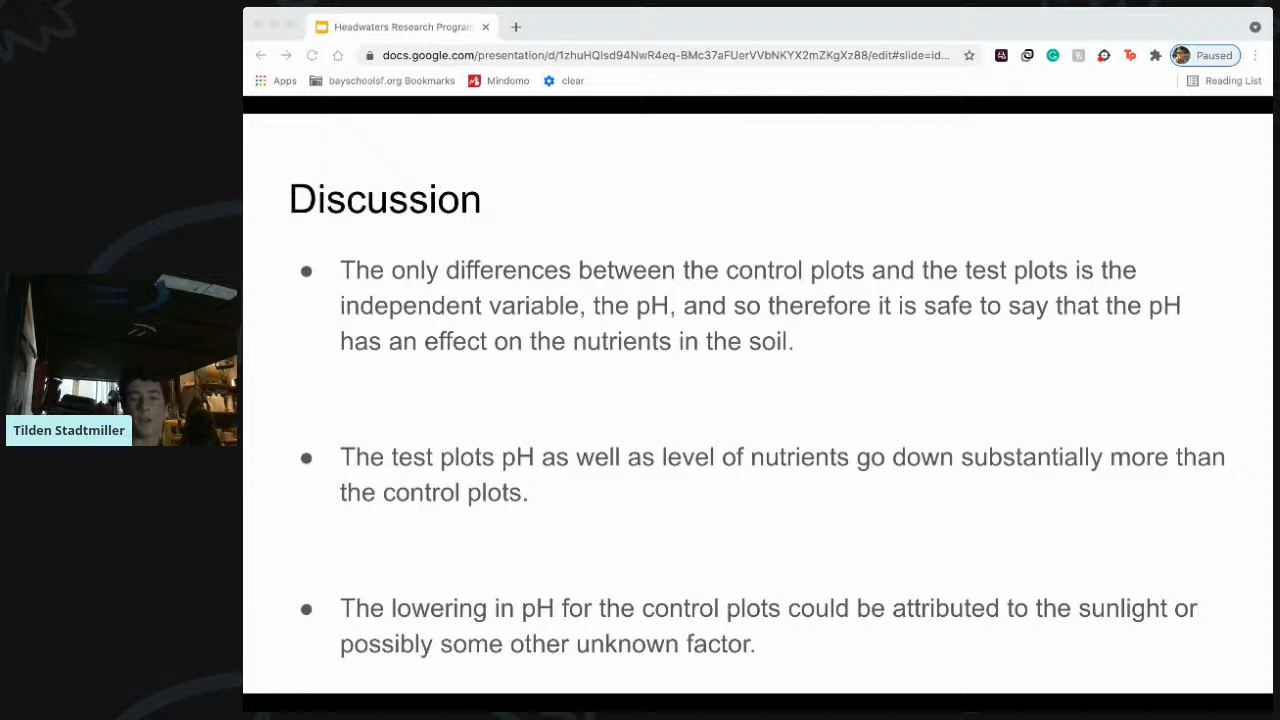 Headwaters Research Program
docs.google.com/presentation/d/1zhuHQIsd94NwR4eq-BMc37aFUerVVbNKYX2mZKgXz88/edit#slide=id...
Paused
Apps
bayschoolsf.org Bookmarks
Mindomo
clear
Reading List
Discussion
● The only differences between the control plots and the test plots is the
independent variable, the pH, and so therefore it is safe to say that the pH
has an effect on the nutrients in the soil.
● The test plots pH as well as level of nutrients go down substantially more than
the control plots.
● The lowering in pH for the control plots could be attributed to the sunlight or
possibly some other unknown factor.
Tilden Stadtmiller